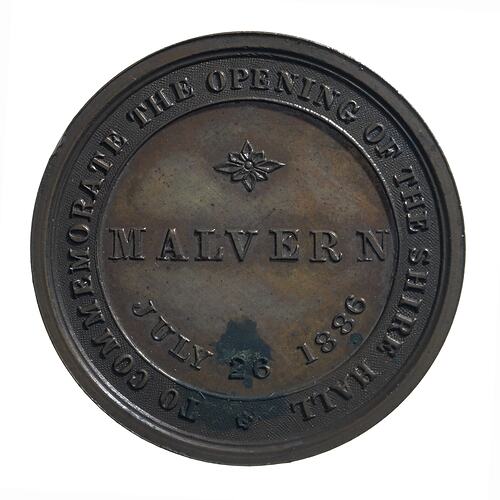 TO COMMEMORATE THE OPENING OF THE SHIRE HALL
MALVERN
JULY 26 1886